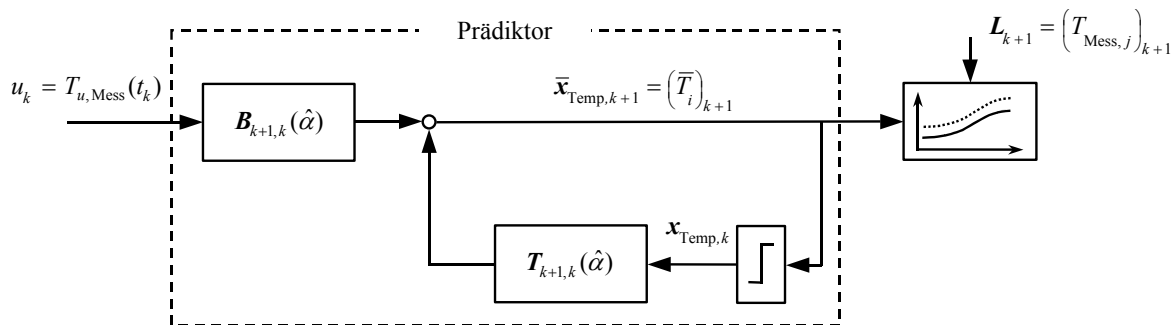 Prädiktor
L_{k+1} = (T_{Mess, j})_{k+1}
u_k = T_{u, Mess}(t_k)
x̄_{Temp, k+1} = (T̄_i)_{k+1}
B_{k+1, k}(α̂)
x_{Temp, k}
T_{k+1, k}(α̂)